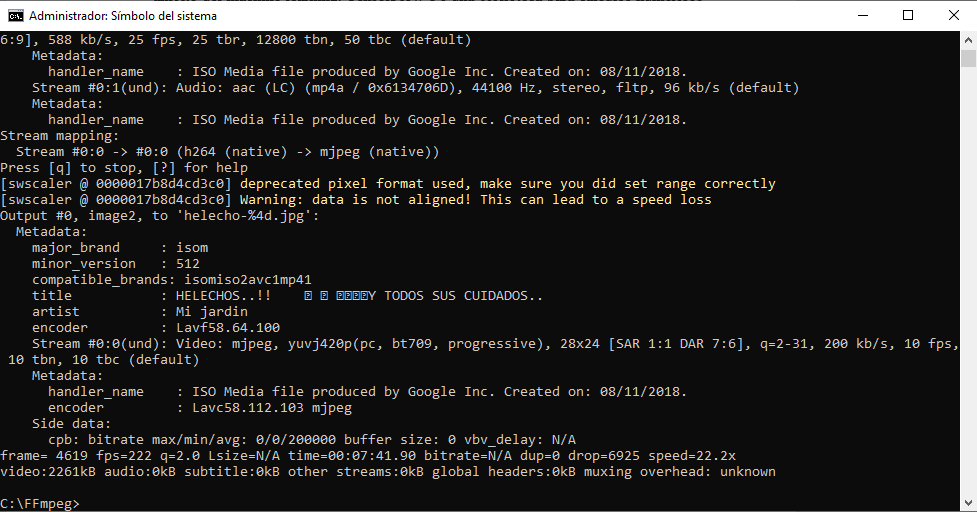 Administrador: Símbolo del sistema
6:9], 588 kb/s, 25 fps, 25 tbr, 12800 tbn, 50 tbc (default)
    Metadata:
      handler_name    : ISO Media file produced by Google Inc. Created on: 08/11/2018.
    Stream #0:1(und): Audio: aac (LC) (mp4a / 0x6134706D), 44100 Hz, stereo, fltp, 96 kb/s (default)
    Metadata:
      handler_name    : ISO Media file produced by Google Inc. Created on: 08/11/2018.
Stream mapping:
  Stream #0:0 -> #0:0 (h264 (native) -> mjpeg (native))
Press [q] to stop, [?] for help
[swscaler @ 0000017b8d4cd3c0] deprecated pixel format used, make sure you did set range correctly
[swscaler @ 0000017b8d4cd3c0] Warning: data is not aligned! This can lead to a speed loss
Output #0, image2, to 'helecho-%4d.jpg':
  Metadata:
    major_brand     : isom
    minor_version   : 512
    compatible_brands: isomiso2avc1mp41
    title           : HELECHOS..!!    Y TODOS SUS CUIDADOS..
    artist          : Mi jardin
    encoder         : Lavf58.64.100
    Stream #0:0(und): Video: mjpeg, yuvj420p(pc, bt709, progressive), 28x24 [SAR 1:1 DAR 7:6], q=2-31, 200 kb/s, 10 fps,
 10 tbn, 10 tbc (default)
    Metadata:
      handler_name    : ISO Media file produced by Google Inc. Created on: 08/11/2018.
      encoder         : Lavc58.112.103 mjpeg
    Side data:
      cpb: bitrate max/min/avg: 0/0/200000 buffer size: 0 vbv_delay: N/A
frame= 4619 fps=222 q=2.0 Lsize=N/A time=00:07:41.90 bitrate=N/A dup=0 drop=6925 speed=22.2x
video:2261kB audio:0kB subtitle:0kB other streams:0kB global headers:0kB muxing overhead: unknown
C:\FFmpeg>